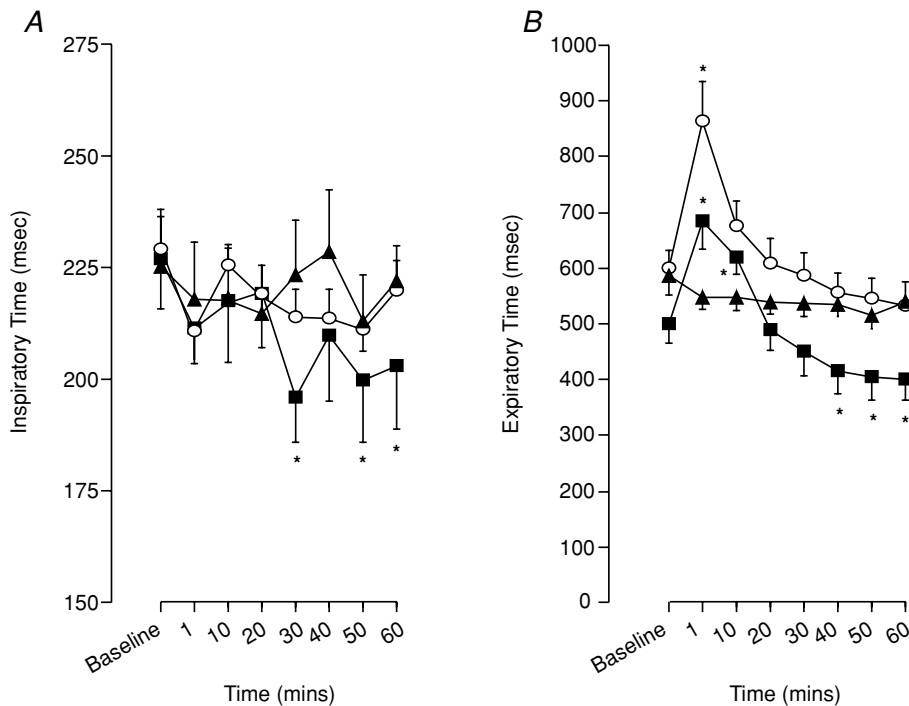 A
Inspiratory Time (msec)
275
250
225
200
175
150
Baseline 1 10 20 30 40 50 60
* * *
Time (mins)
B
Expiratory Time (msec)
1000
900
800
700
600
500
400
300
200
100
0
*
*
*
* * *
Baseline 1 10 20 30 40 50 60
Time (mins)